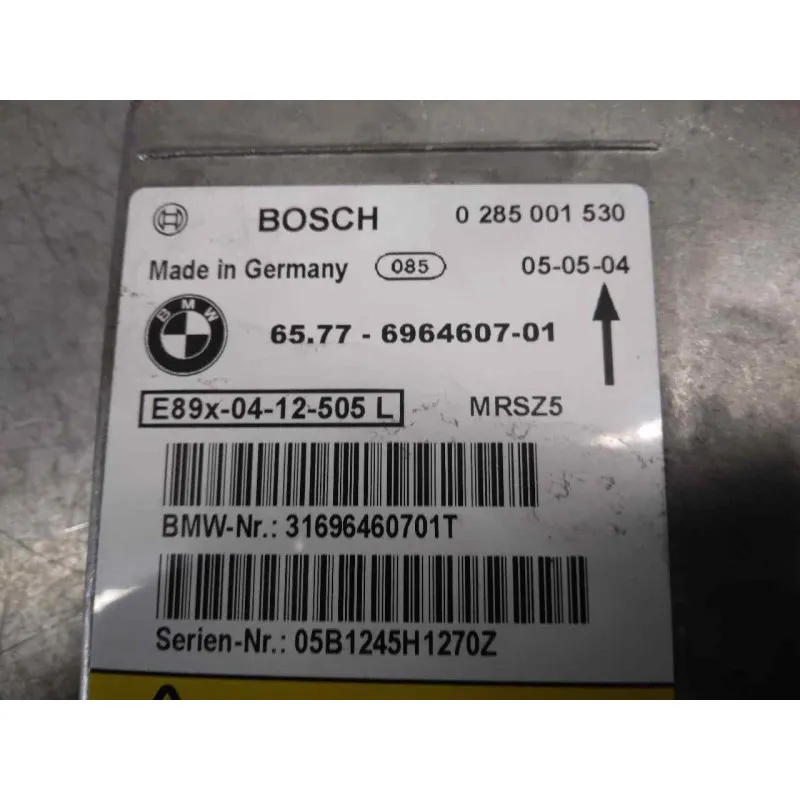 BOSCH 0 285 001 530
Made in Germany 085 05-05-04
BMW
65.77 - 6964607-01
E89x-04-12-505 L MRSZ5
BMW-Nr.: 31696460701T
Serien-Nr.: 05B1245H1270Z